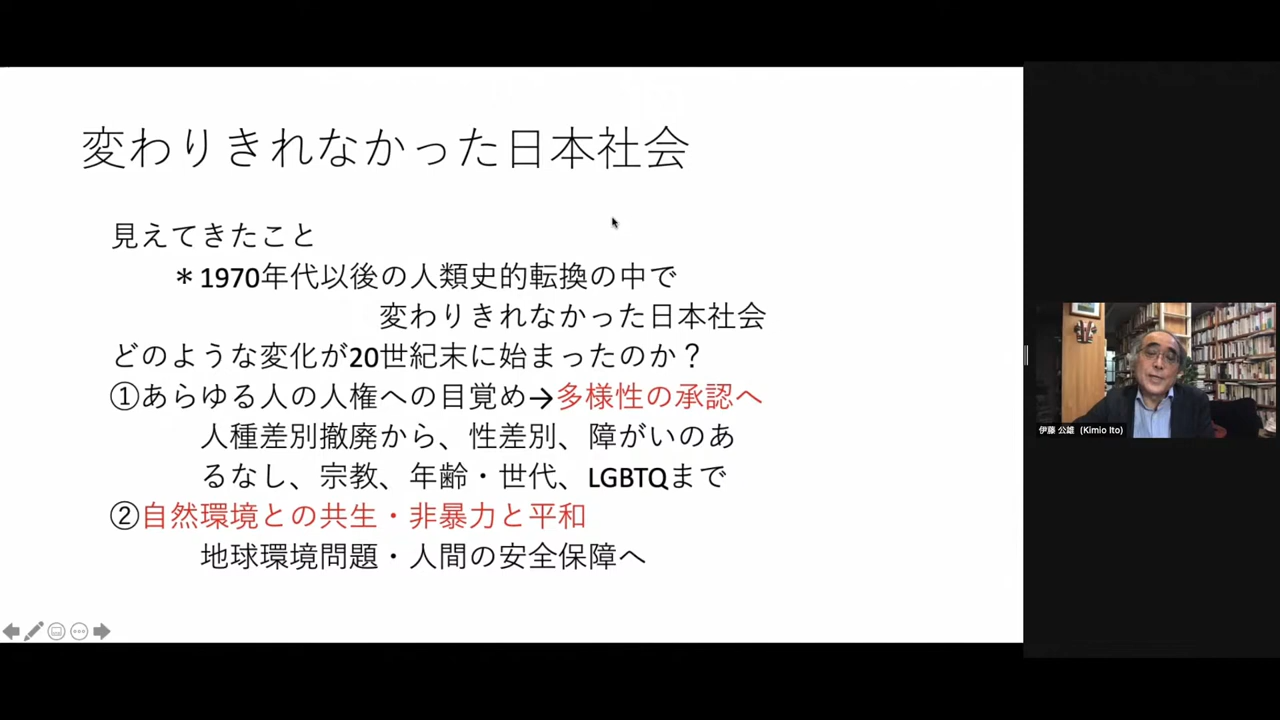 変わりきれなかった日本社会
見えてきたこと
＊1970年代以後の人類史的転換の中で
変わりきれなかった日本社会
どのような変化が20世紀末に始まったのか？
①あらゆる人の人権への目覚め→多様性の承認へ
人種差別撤廃から、性差別、障がいのあ
るなし、宗教、年齢・世代、LGBTQまで
②自然環境との共生・非暴力と平和
地球環境問題・人間の安全保障へ
伊藤 公雄 (Kimio Ito)